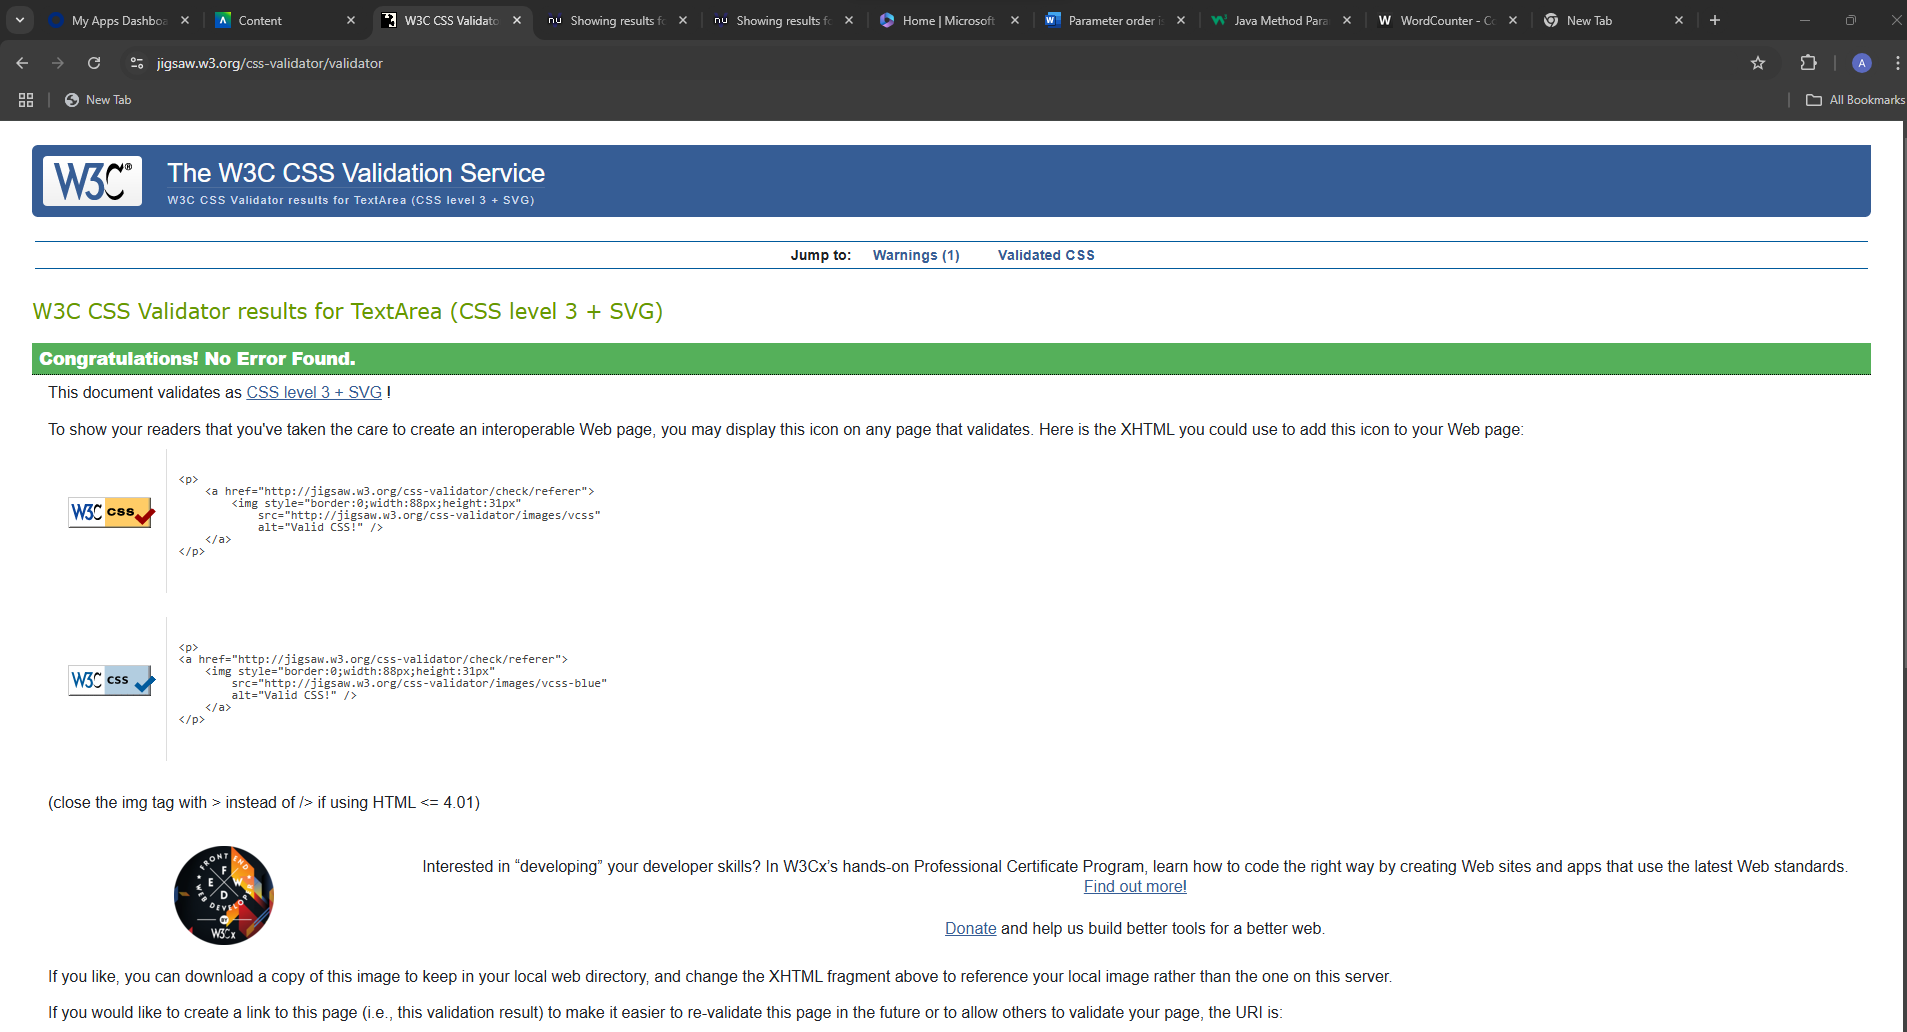 My Apps Dashboa
Content
W3C CSS Validato
Showing results fo
Showing results fo
Home | Microsoft
Parameter order i
Java Method Para
WordCounter - Co
New Tab
jigsaw.w3.org/css-validator/validator
A
New Tab
All Bookmarks
W3C®
The W3C CSS Validation Service
W3C CSS Validator results for TextArea (CSS level 3 + SVG)
Jump to: Warnings (1) Validated CSS
W3C CSS Validator results for TextArea (CSS level 3 + SVG)
Congratulations! No Error Found.
This document validates as CSS level 3 + SVG !
To show your readers that you've taken the care to create an interoperable Web page, you may display this icon on any page that validates. Here is the XHTML you could use to add this icon to your Web page:
W3C css
<p>
<a href="http://jigsaw.w3.org/css-validator/check/referer">
<img style="border:0;width:88px;height:31px"
src="http://jigsaw.w3.org/css-validator/images/vcss"
alt="Valid CSS!" />
</a>
</p>
W3C css
<p>
<a href="http://jigsaw.w3.org/css-validator/check/referer">
<img style="border:0;width:88px;height:31px"
src="http://jigsaw.w3.org/css-validator/images/vcss-blue"
alt="Valid CSS!" />
</a>
</p>
(close the img tag with > instead of /> if using HTML <= 4.01)
FRONT END
WEB DEVELOPER
F E W D
W3Cx
Interested in “developing” your developer skills? In W3Cx’s hands-on Professional Certificate Program, learn how to code the right way by creating Web sites and apps that use the latest Web standards.
Find out more!
Donate and help us build better tools for a better web.
If you like, you can download a copy of this image to keep in your local web directory, and change the XHTML fragment above to reference your local image rather than the one on this server.
If you would like to create a link to this page (i.e., this validation result) to make it easier to re-validate this page in the future or to allow others to validate your page, the URI is: